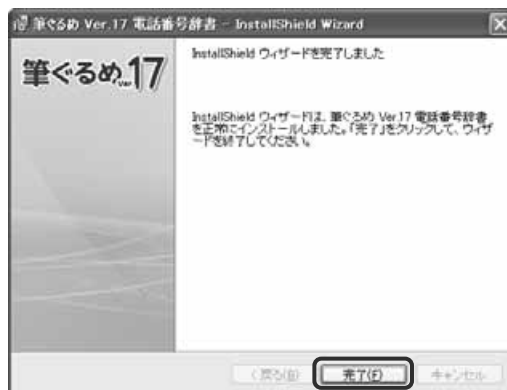 筆ぐるめ Ver.17 電話番号辞書 - InstallShield Wizard
筆ぐるめ ver. 17
InstallShield ウィザードを完了しました
InstallShield ウィザードは、筆ぐるめ Ver.17 電話番号辞書
を正常にインストールしました。「完了」をクリックして、ウィザ
ードを終了してください。
< 戻る(B)
完了(F)
キャンセル